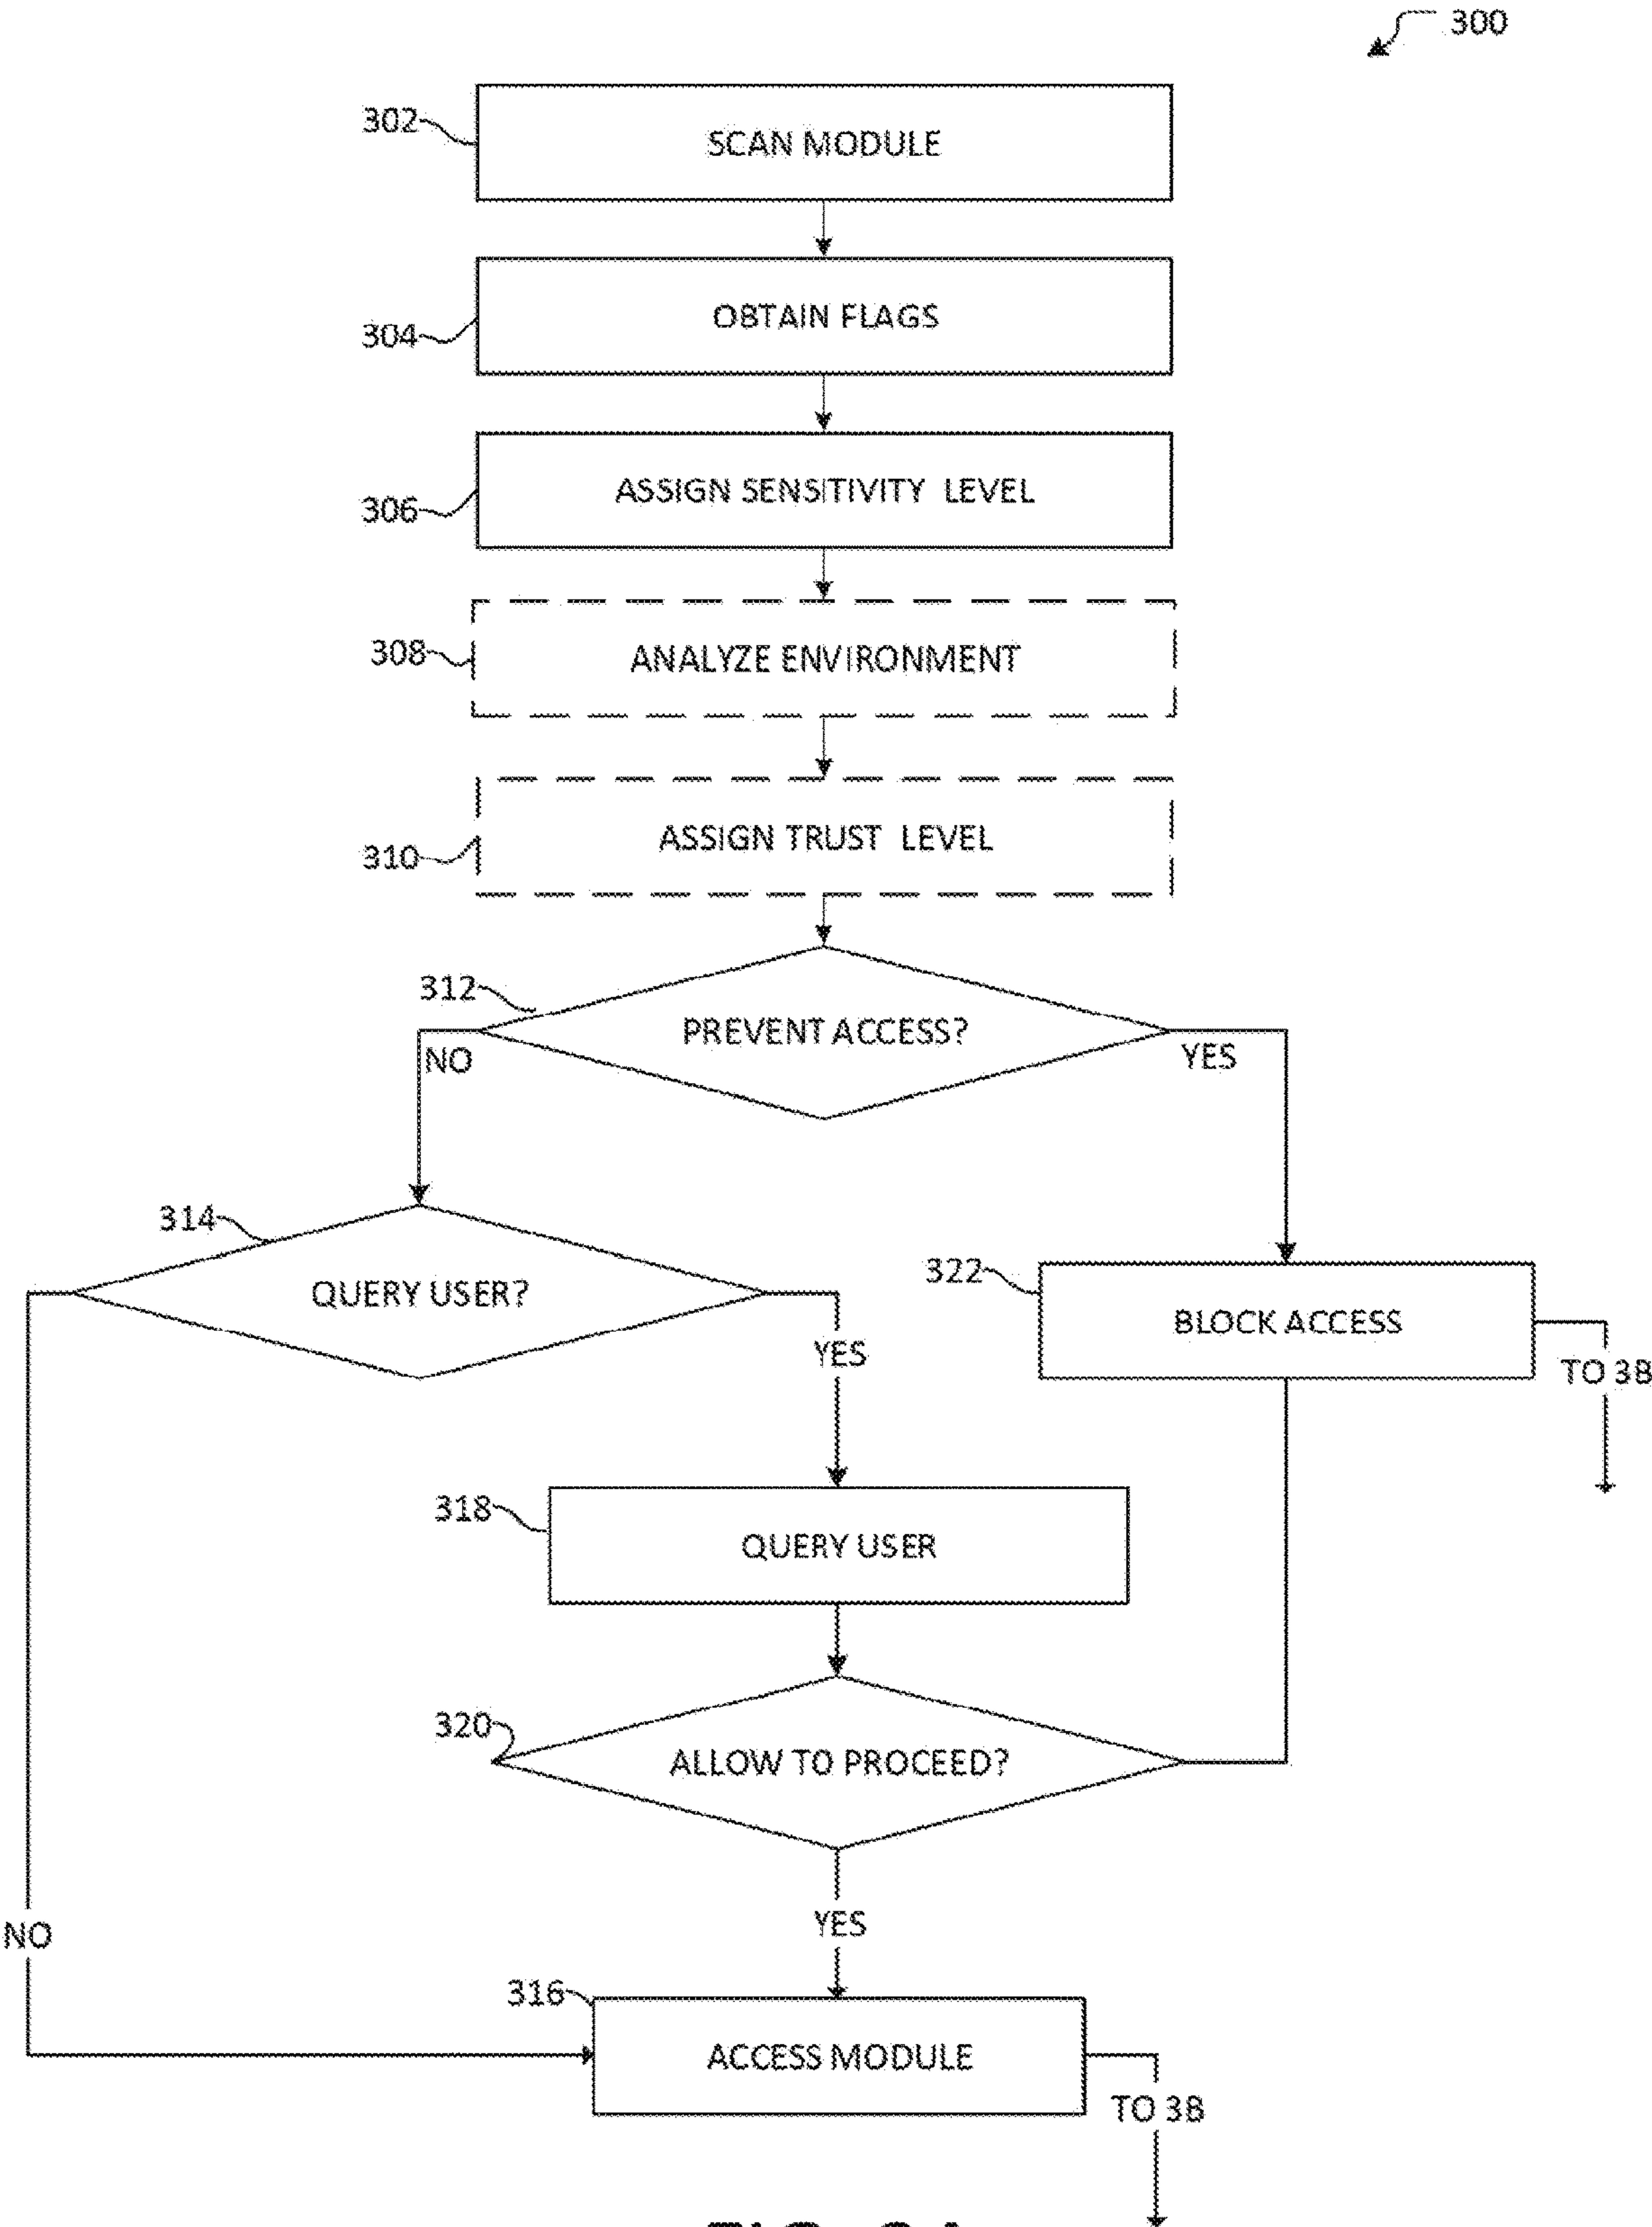 300
302
SCAN MODULE
304
OBTAIN FLAGS
306
ASSIGN SENSITIVITY LEVEL
308
ANALYZE ENVIRONMENT
310
ASSIGN TRUST LEVEL
312
PREVENT ACCESS?
NO
YES
314
QUERY USER?
YES
322
BLOCK ACCESS
TO 3B
318
QUERY USER
320
ALLOW TO PROCEED?
YES
NO
316
ACCESS MODULE
TO 3B